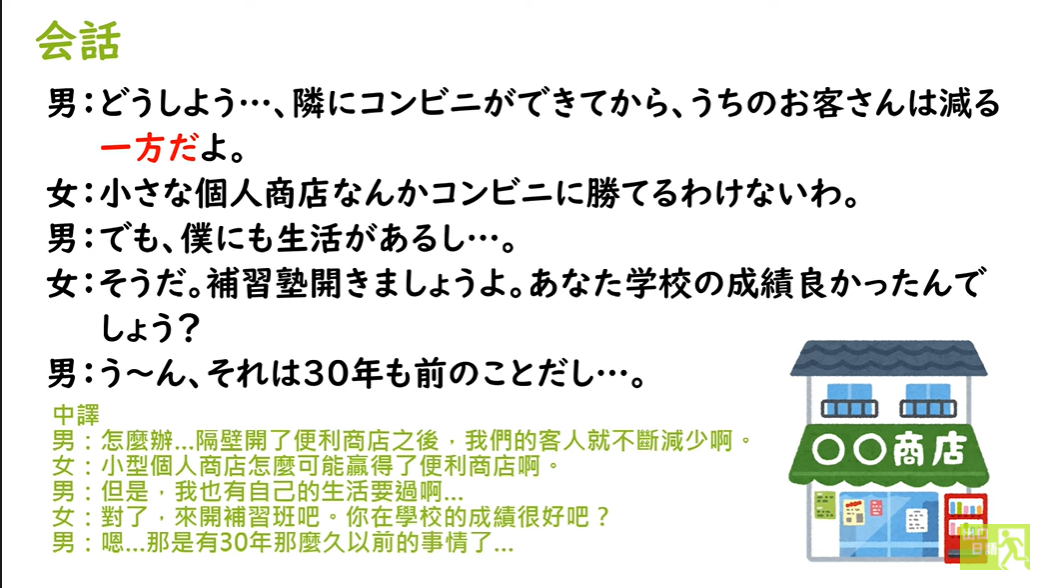 会話
男：どうしよう…、隣にコンビニができてから、うちのお客さんは減る
一方だよ。
女：小さな個人商店なんかコンビニに勝てるわけないわ。
男：でも、僕にも生活があるし…。
女：そうだ。補習塾開きましょうよ。あなた学校の成績良かったんで
しょう？
男：う～ん、それは30年も前のことだし…。
中譯
男：怎麼辦...隔壁開了便利商店之後，我們的客人就不斷減少啊。
女：小型個人商店怎麼可能贏得了便利商店啊。
男：但是，我也有自己的生活要過啊...
女：對了，來開補習班吧。你在學校的成績很好吧？
男：嗯...那是有30年那麼久以前的事情了...
〇〇商店
出口
日語